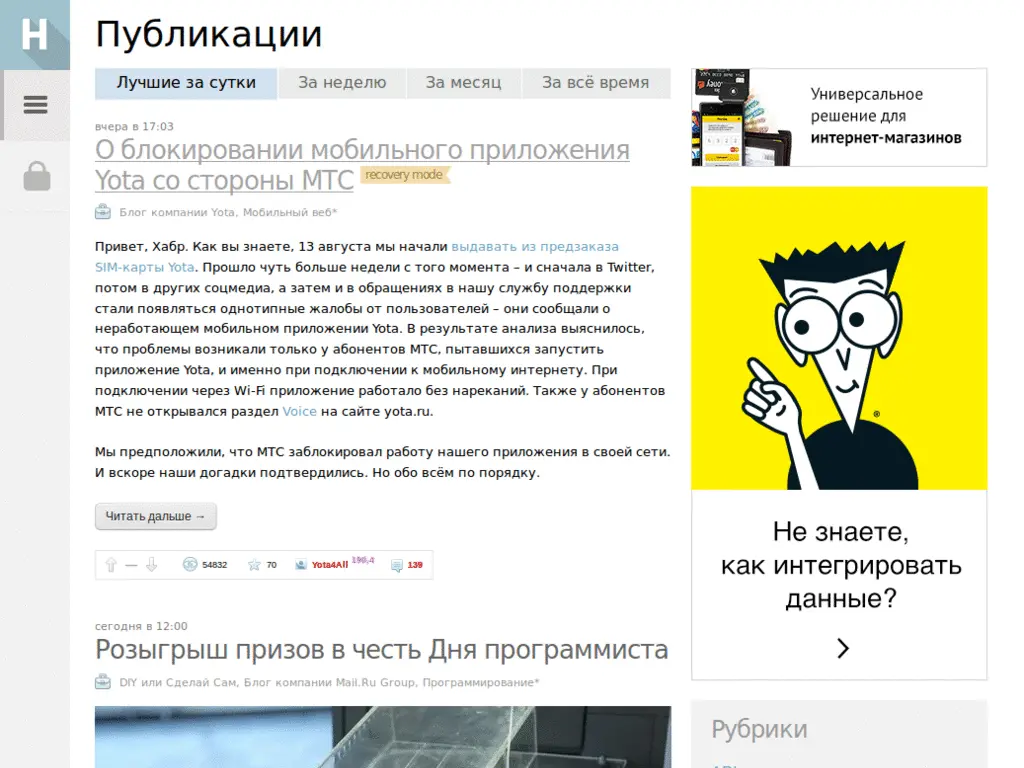 H
Публикации
Лучшие за сутки
За неделю
За месяц
За всё время
вчера в 17:03
О блокировании мобильного приложения
Yota со стороны МТС recovery mode
Блог компании Yota, Мобильный веб*
Привет, Хабр. Как вы знаете, 13 августа мы начали выдавать из предзаказа
SIM-карты Yota. Прошло чуть больше недели с того момента – и сначала в Twitter,
потом в других соцмедиа, а затем и в обращениях в нашу службу поддержки
стали появляться однотипные жалобы от пользователей – они сообщали о
неработающем мобильном приложении Yota. В результате анализа выяснилось,
что проблемы возникали только у абонентов МТС, пытавшихся запустить
приложение Yota, и именно при подключении к мобильному интернету. При
подключении через Wi-Fi приложение работало без нареканий. Также у абонентов
МТС не открывался раздел Voice на сайте yota.ru.
Мы предположили, что МТС заблокировал работу нашего приложения в своей сети.
И вскоре наши догадки подтвердились. Но обо всём по порядку.
Читать дальше →
— 54832 70 Yota4All 190,4 139
сегодня в 12:00
Розыгрыш призов в честь Дня программиста
DIY или Сделай Сам, Блог компании Mail.Ru Group, Программирование*
Универсальное
решение для
интернет-магазинов
®
Не знаете,
как интегрировать
данные?
Рубрики